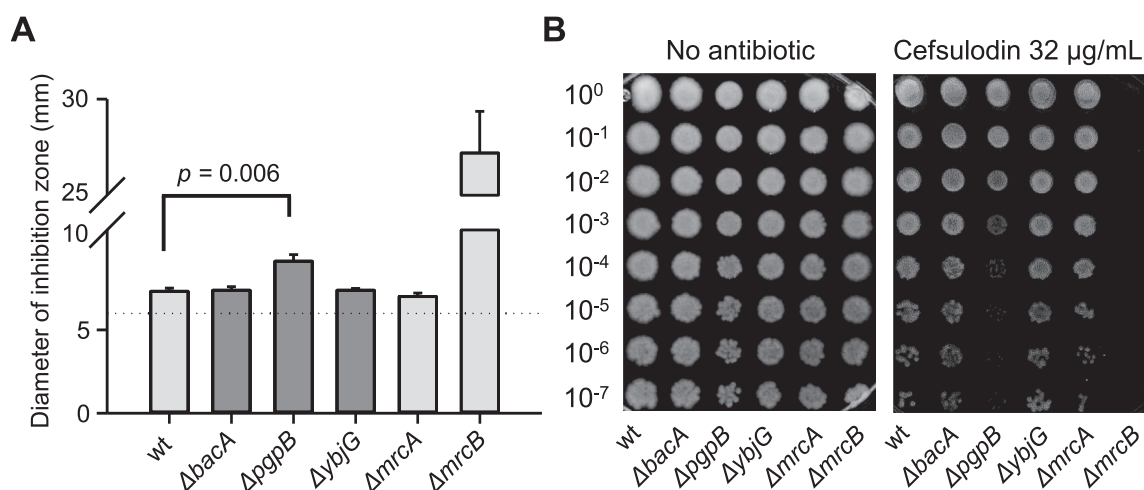 A
Diameter of inhibition zone (mm)
30
25
10
5
0
p = 0.006
wt
ΔbacA
ΔpgpB
ΔybjG
ΔmrcA
ΔmrcB
B
No antibiotic
Cefsulodin 32 µg/mL
10⁰
10⁻¹
10⁻²
10⁻³
10⁻⁴
10⁻⁵
10⁻⁶
10⁻⁷
wt
ΔbacA
ΔpgpB
ΔybjG
ΔmrcA
ΔmrcB
wt
ΔbacA
ΔpgpB
ΔybjG
ΔmrcA
ΔmrcB